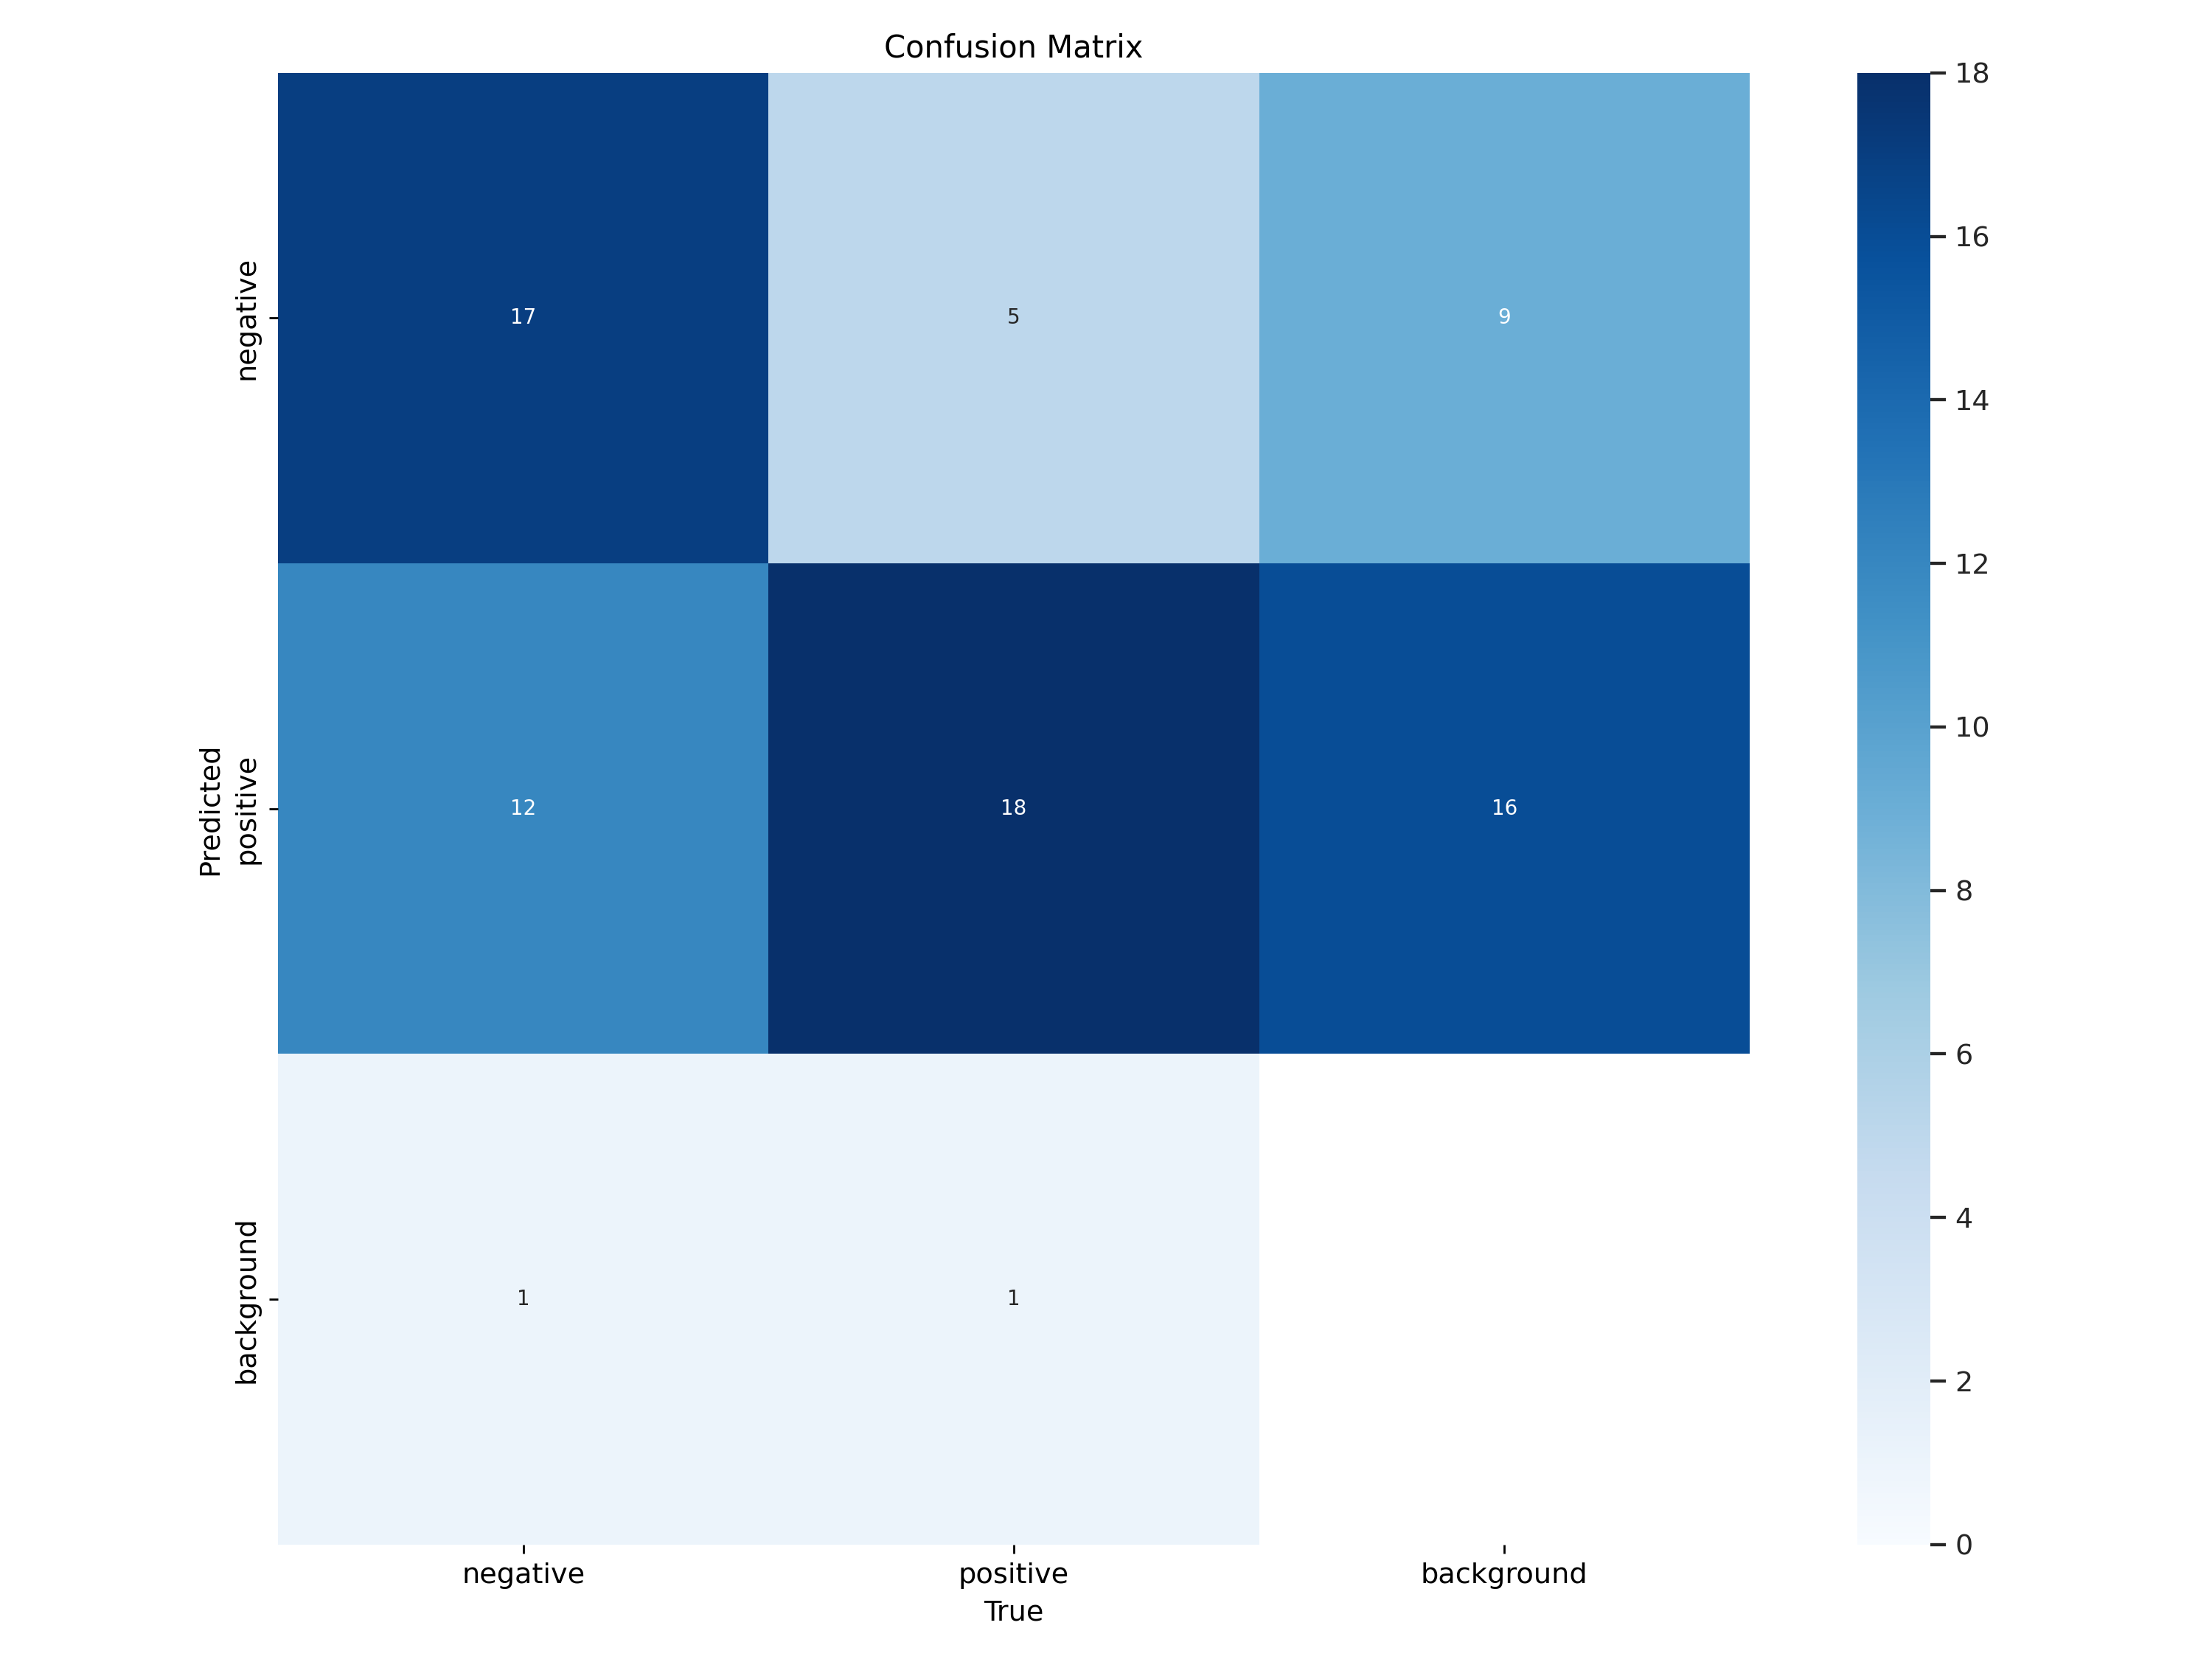 Confusion Matrix
18
16
14
12
10
8
6
4
2
0
Predicted
negative
positive
background
17 5 9
12 18 16
1 1
negative positive background
True